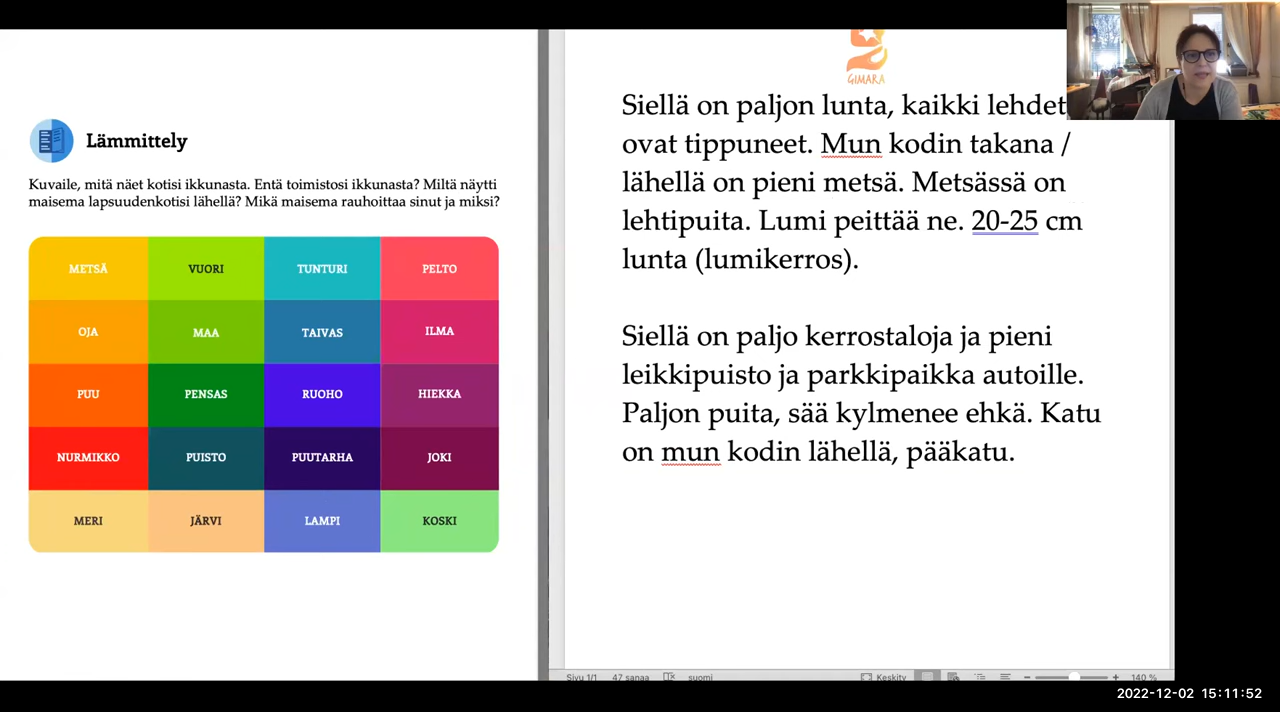 Lämmittely
Kuvaile, mitä näet kotisi ikkunasta. Entä toimistosi ikkunasta? Miltä näytti
maisema lapsuudenkotisi lähellä? Mikä maisema rauhoittaa sinut ja miksi?
METSÄ VUORI TUNTURI PELTO
OJA MAA TAIVAS ILMA
PUU PENSAS RUOHO HIEKKA
NURMIKKO PUISTO PUUTARHA JOKI
MERI JÄRVI LAMPI KOSKI
GIMARA
Siellä on paljon lunta, kaikki lehdet
ovat tippuneet. Mun kodin takana /
lähellä on pieni metsä. Metsässä on
lehtipuita. Lumi peittää ne. 20-25 cm
lunta (lumikerros).
Siellä on paljo kerrostaloja ja pieni
leikkipuisto ja parkkipaikka autoille.
Paljon puita, sää kylmenee ehkä. Katu
on mun kodin lähellä, pääkatu.
Sivu 1/1 47 sanaa suomi Keskity 140 %
2022-12-02 15:11:52